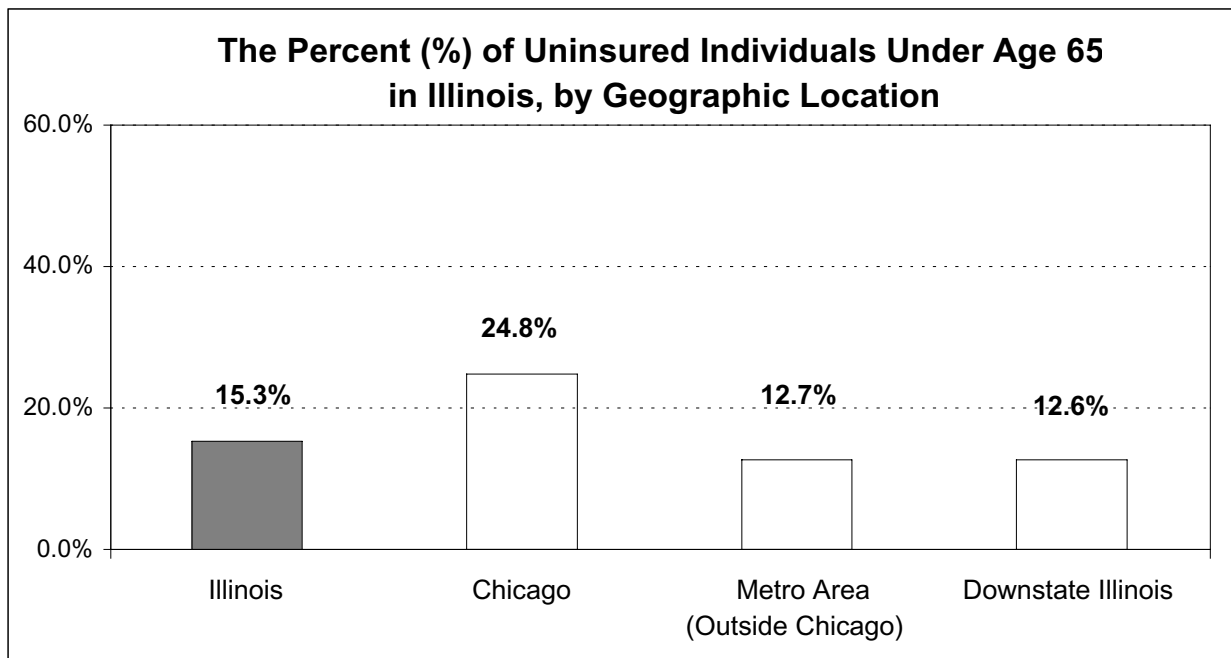 The Percent (%) of Uninsured Individuals Under Age 65
in Illinois, by Geographic Location
60.0%
40.0%
20.0%
0.0%
15.3%
24.8%
12.7%
12.6%
Illinois
Chicago
Metro Area
(Outside Chicago)
Downstate Illinois